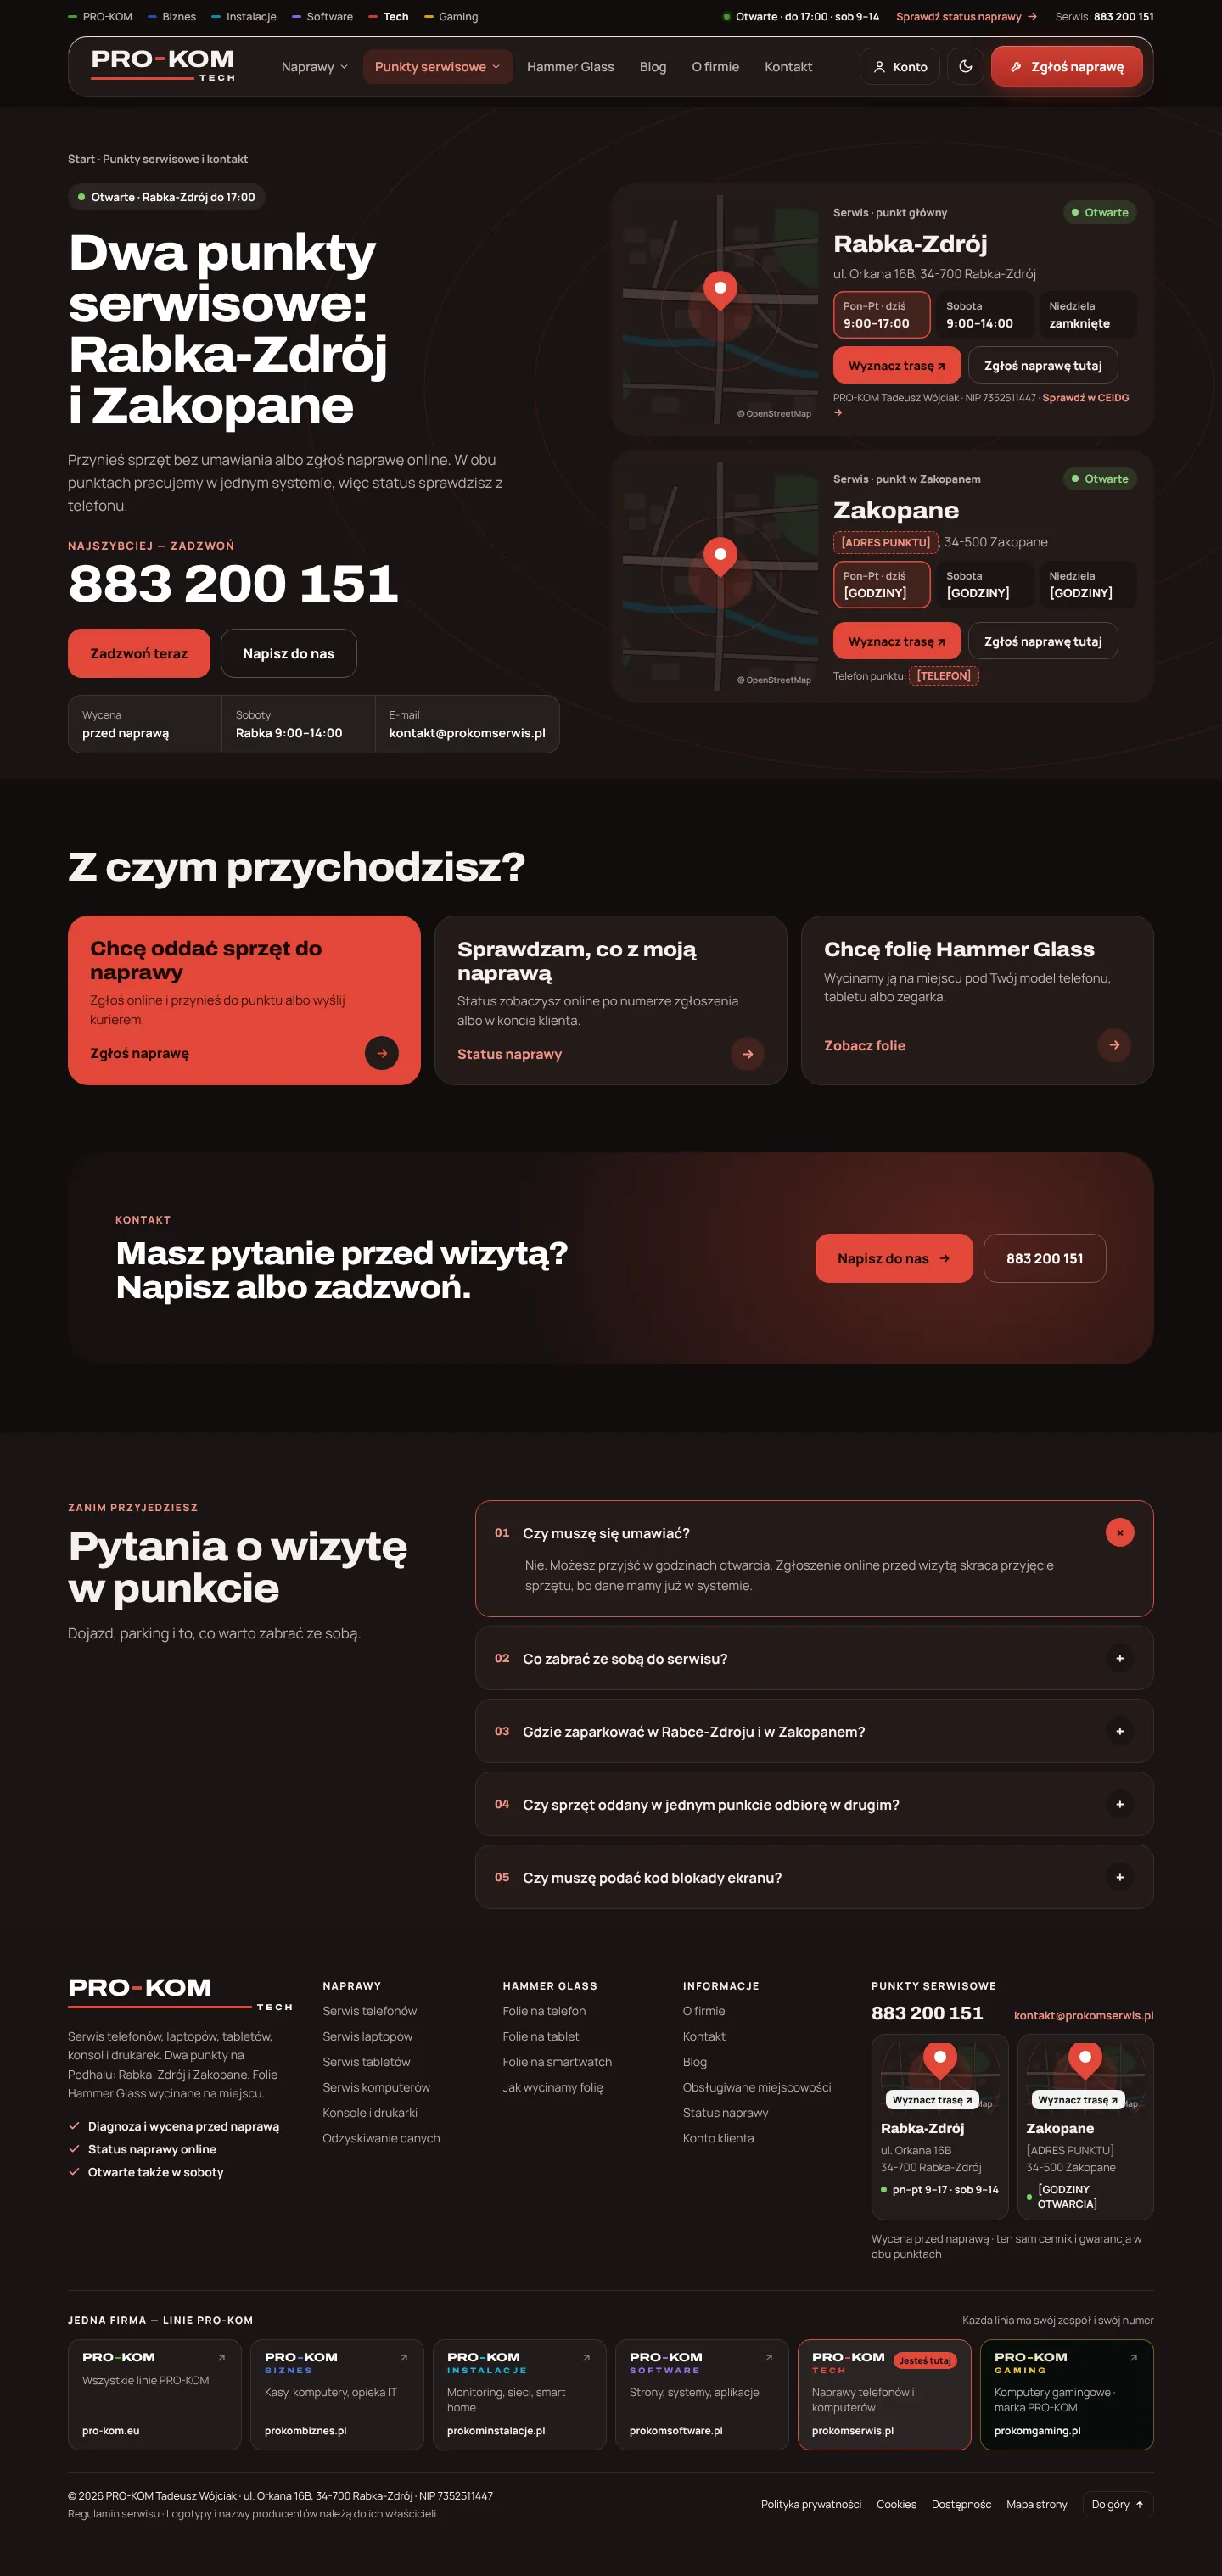 PRO-KOM
Biznes
Instalacje
Software
Tech
Gaming
Otwarte · do 17:00 · sob 9–14
Sprawdź status naprawy →
Serwis: 883 200 151
PRO-KOM
TECH
Naprawy
Punkty serwisowe
Hammer Glass
Blog
O firmie
Kontakt
Konto
Zgłoś naprawę
Start · Punkty serwisowe i kontakt
Otwarte · Rabka-Zdrój do 17:00
Dwa punkty
serwisowe:
Rabka-Zdrój
i Zakopane
Przynieś sprzęt bez umawiania albo zgłoś naprawę online. W obu
punktach pracujemy w jednym systemie, więc status sprawdzisz z
telefonu.
NAJSZYBCIEJ — ZADZWOŃ
883 200 151
Zadzwoń teraz
Napisz do nas
Wycena
przed naprawą
Soboty
Rabka 9:00–14:00
E-mail
kontakt@prokomserwis.pl
© OpenStreetMap
Serwis · punkt główny
Otwarte
Rabka-Zdrój
ul. Orkana 16B, 34-700 Rabka-Zdrój
Pon–Pt · dziś
9:00–17:00
Sobota
9:00–14:00
Niedziela
zamknięte
Wyznacz trasę ↗
Zgłoś naprawę tutaj
PRO-KOM Tadeusz Wójciak · NIP 7352511447 · Sprawdź w CEIDG
→
© OpenStreetMap
Serwis · punkt w Zakopanem
Otwarte
Zakopane
[ADRES PUNKTU], 34-500 Zakopane
Pon–Pt · dziś
[GODZINY]
Sobota
[GODZINY]
Niedziela
[GODZINY]
Wyznacz trasę ↗
Zgłoś naprawę tutaj
Telefon punktu: [TELEFON]
Z czym przychodzisz?
Chcę oddać sprzęt do
naprawy
Zgłoś online i przynieś do punktu albo wyślij
kurierem.
Zgłoś naprawę
→
Sprawdzam, co z moją
naprawą
Status zobaczysz online po numerze zgłoszenia
albo w koncie klienta.
Status naprawy
→
Chcę folię Hammer Glass
Wycinamy ją na miejscu pod Twój model telefonu,
tabletu albo zegarka.
Zobacz folie
→
KONTAKT
Masz pytanie przed wizytą?
Napisz albo zadzwoń.
Napisz do nas →
883 200 151
ZANIM PRZYJEDZIESZ
Pytania o wizytę
w punkcie
Dojazd, parking i to, co warto zabrać ze sobą.
01 Czy muszę się umawiać?
Nie. Możesz przyjść w godzinach otwarcia. Zgłoszenie online przed wizytą skraca przyjęcie
sprzętu, bo dane mamy już w systemie.
02 Co zabrać ze sobą do serwisu? +
03 Gdzie zaparkować w Rabce-Zdroju i w Zakopanem? +
04 Czy sprzęt oddany w jednym punkcie odbiorę w drugim? +
05 Czy muszę podać kod blokady ekranu? +
PRO-KOM
TECH
Serwis telefonów, laptopów, tabletów,
konsol i drukarek. Dwa punkty na
Podhalu: Rabka-Zdrój i Zakopane. Folie
Hammer Glass wycinane na miejscu.
Diagnoza i wycena przed naprawą
Status naprawy online
Otwarte także w soboty
NAPRAWY
Serwis telefonów
Serwis laptopów
Serwis tabletów
Serwis komputerów
Konsole i drukarki
Odzyskiwanie danych
HAMMER GLASS
Folie na telefon
Folie na tablet
Folie na smartwatch
Jak wycinamy folię
INFORMACJE
O firmie
Kontakt
Blog
Obsługiwane miejscowości
Status naprawy
Konto klienta
PUNKTY SERWISOWE
883 200 151
kontakt@prokomserwis.pl
Wyznacz trasę ↗
Rabka-Zdrój
ul. Orkana 16B
34-700 Rabka-Zdrój
pn–pt 9–17 · sob 9–14
Wyznacz trasę ↗
Zakopane
[ADRES PUNKTU]
34-500 Zakopane
[GODZINY
OTWARCIA]
Wycena przed naprawą · ten sam cennik i gwarancja w
obu punktach
JEDNA FIRMA — LINIE PRO-KOM
Każda linia ma swój zespół i swój numer
PRO-KOM ↗
Wszystkie linie PRO-KOM
pro-kom.eu
PRO-KOM ↗
BIZNES
Kasy, komputery, opieka IT
prokombiznes.pl
PRO-KOM ↗
INSTALACJE
Monitoring, sieci, smart
home
prokominstalacje.pl
PRO-KOM ↗
SOFTWARE
Strony, systemy, aplikacje
prokomsoftware.pl
PRO-KOM
TECH
Jesteś tutaj
Naprawy telefonów i
komputerów
prokomserwis.pl
PRO-KOM ↗
GAMING
Komputery gamingowe ·
marka PRO-KOM
prokomgaming.pl
© 2026 PRO-KOM Tadeusz Wójciak · ul. Orkana 16B, 34-700 Rabka-Zdrój · NIP 7352511447
Regulamin serwisu · Logotypy i nazwy producentów należą do ich właścicieli
Polityka prywatności
Cookies
Dostępność
Mapa strony
Do góry ↑